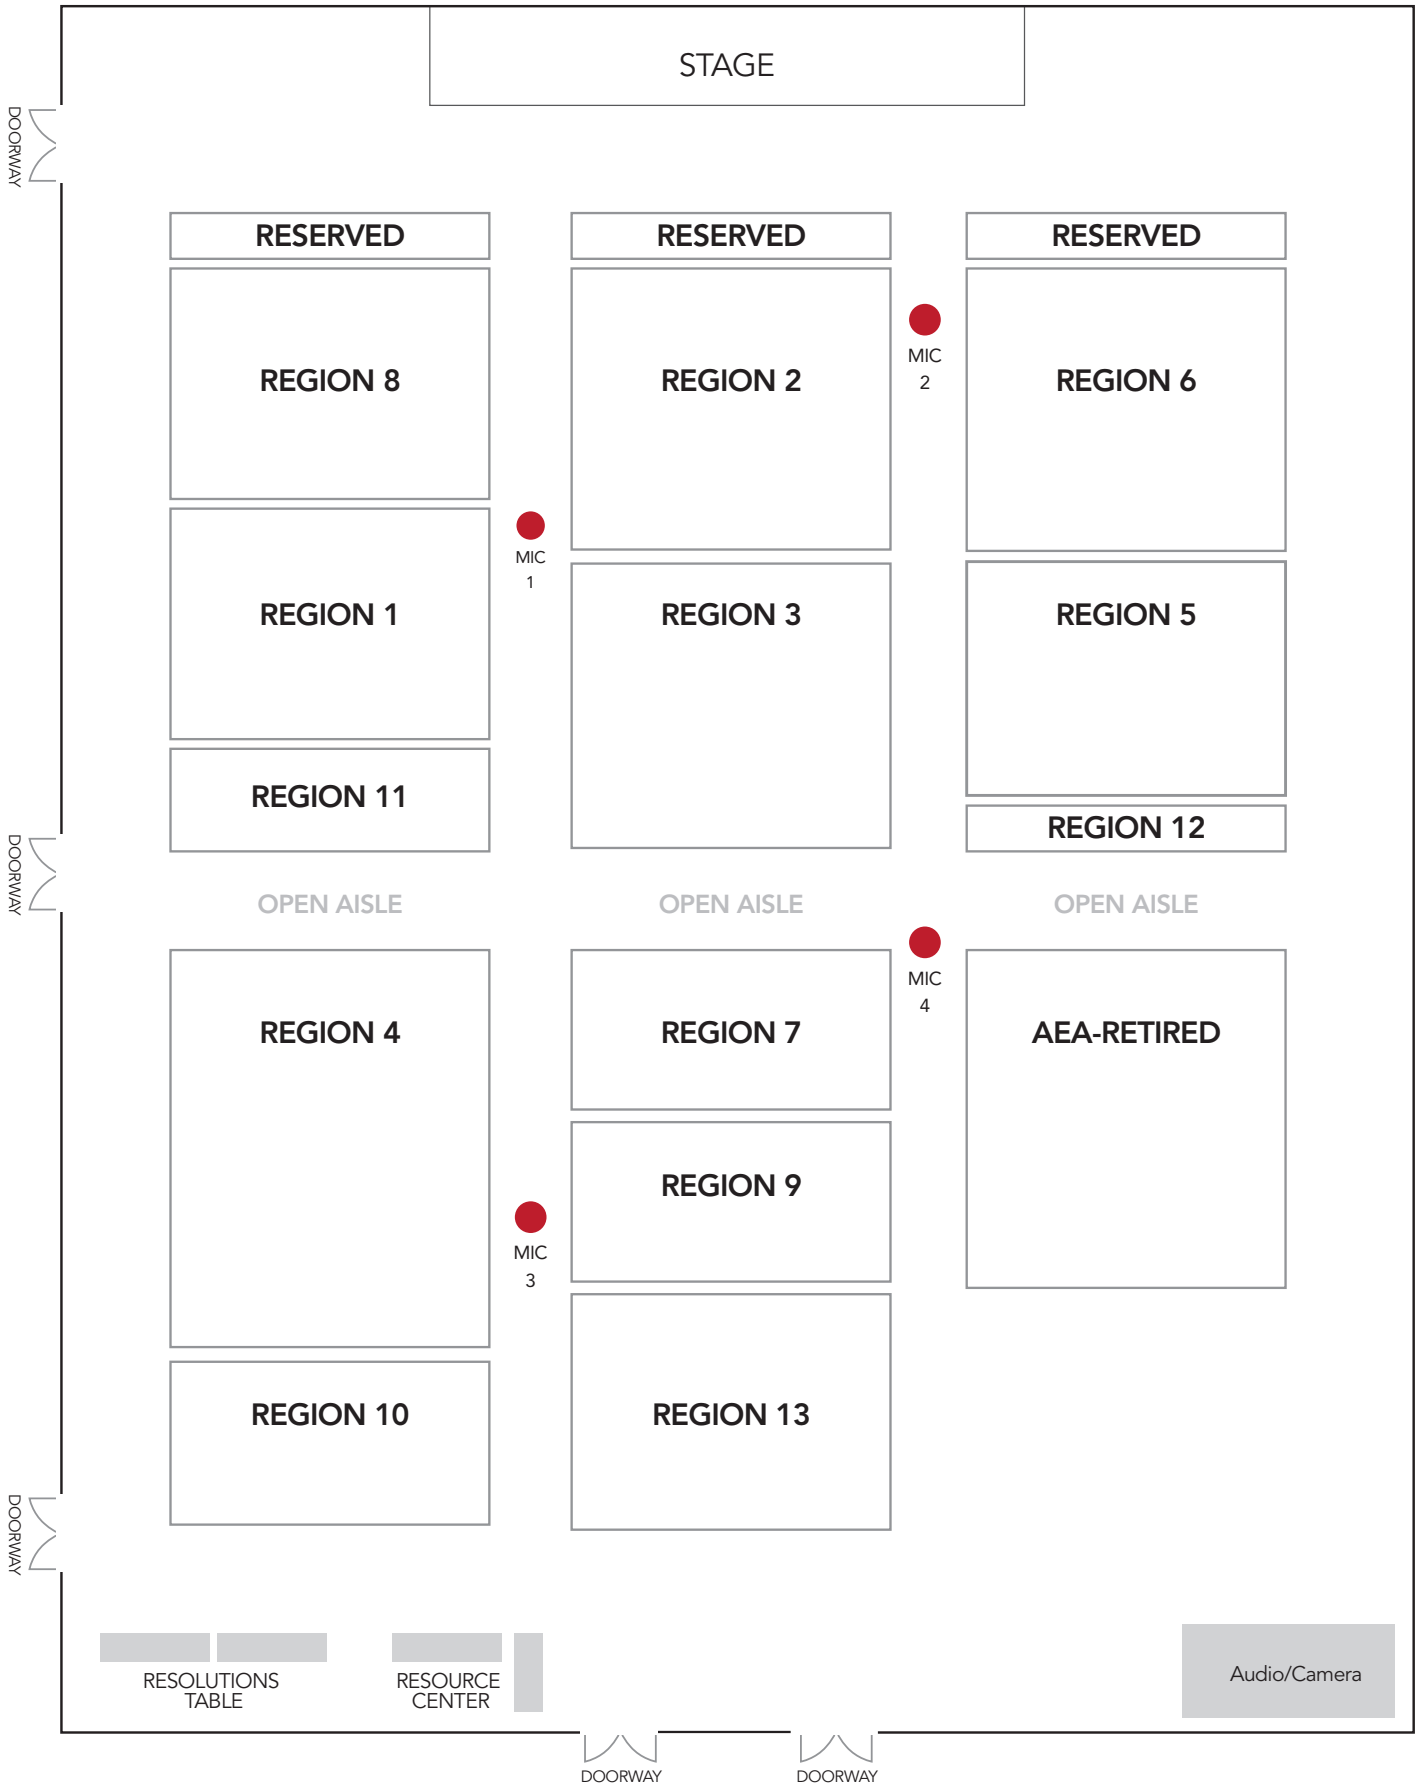 STAGE
DOORWAY
RESERVED
RESERVED
RESERVED
REGION 8
REGION 2
MIC
2
REGION 6
MIC
1
REGION 1
REGION 3
REGION 5
REGION 11
REGION 12
DOORWAY
OPEN AISLE
OPEN AISLE
OPEN AISLE
MIC
4
REGION 4
REGION 7
AEA-RETIRED
REGION 9
MIC
3
REGION 10
REGION 13
DOORWAY
RESOLUTIONS
TABLE
RESOURCE
CENTER
Audio/Camera
DOORWAY
DOORWAY